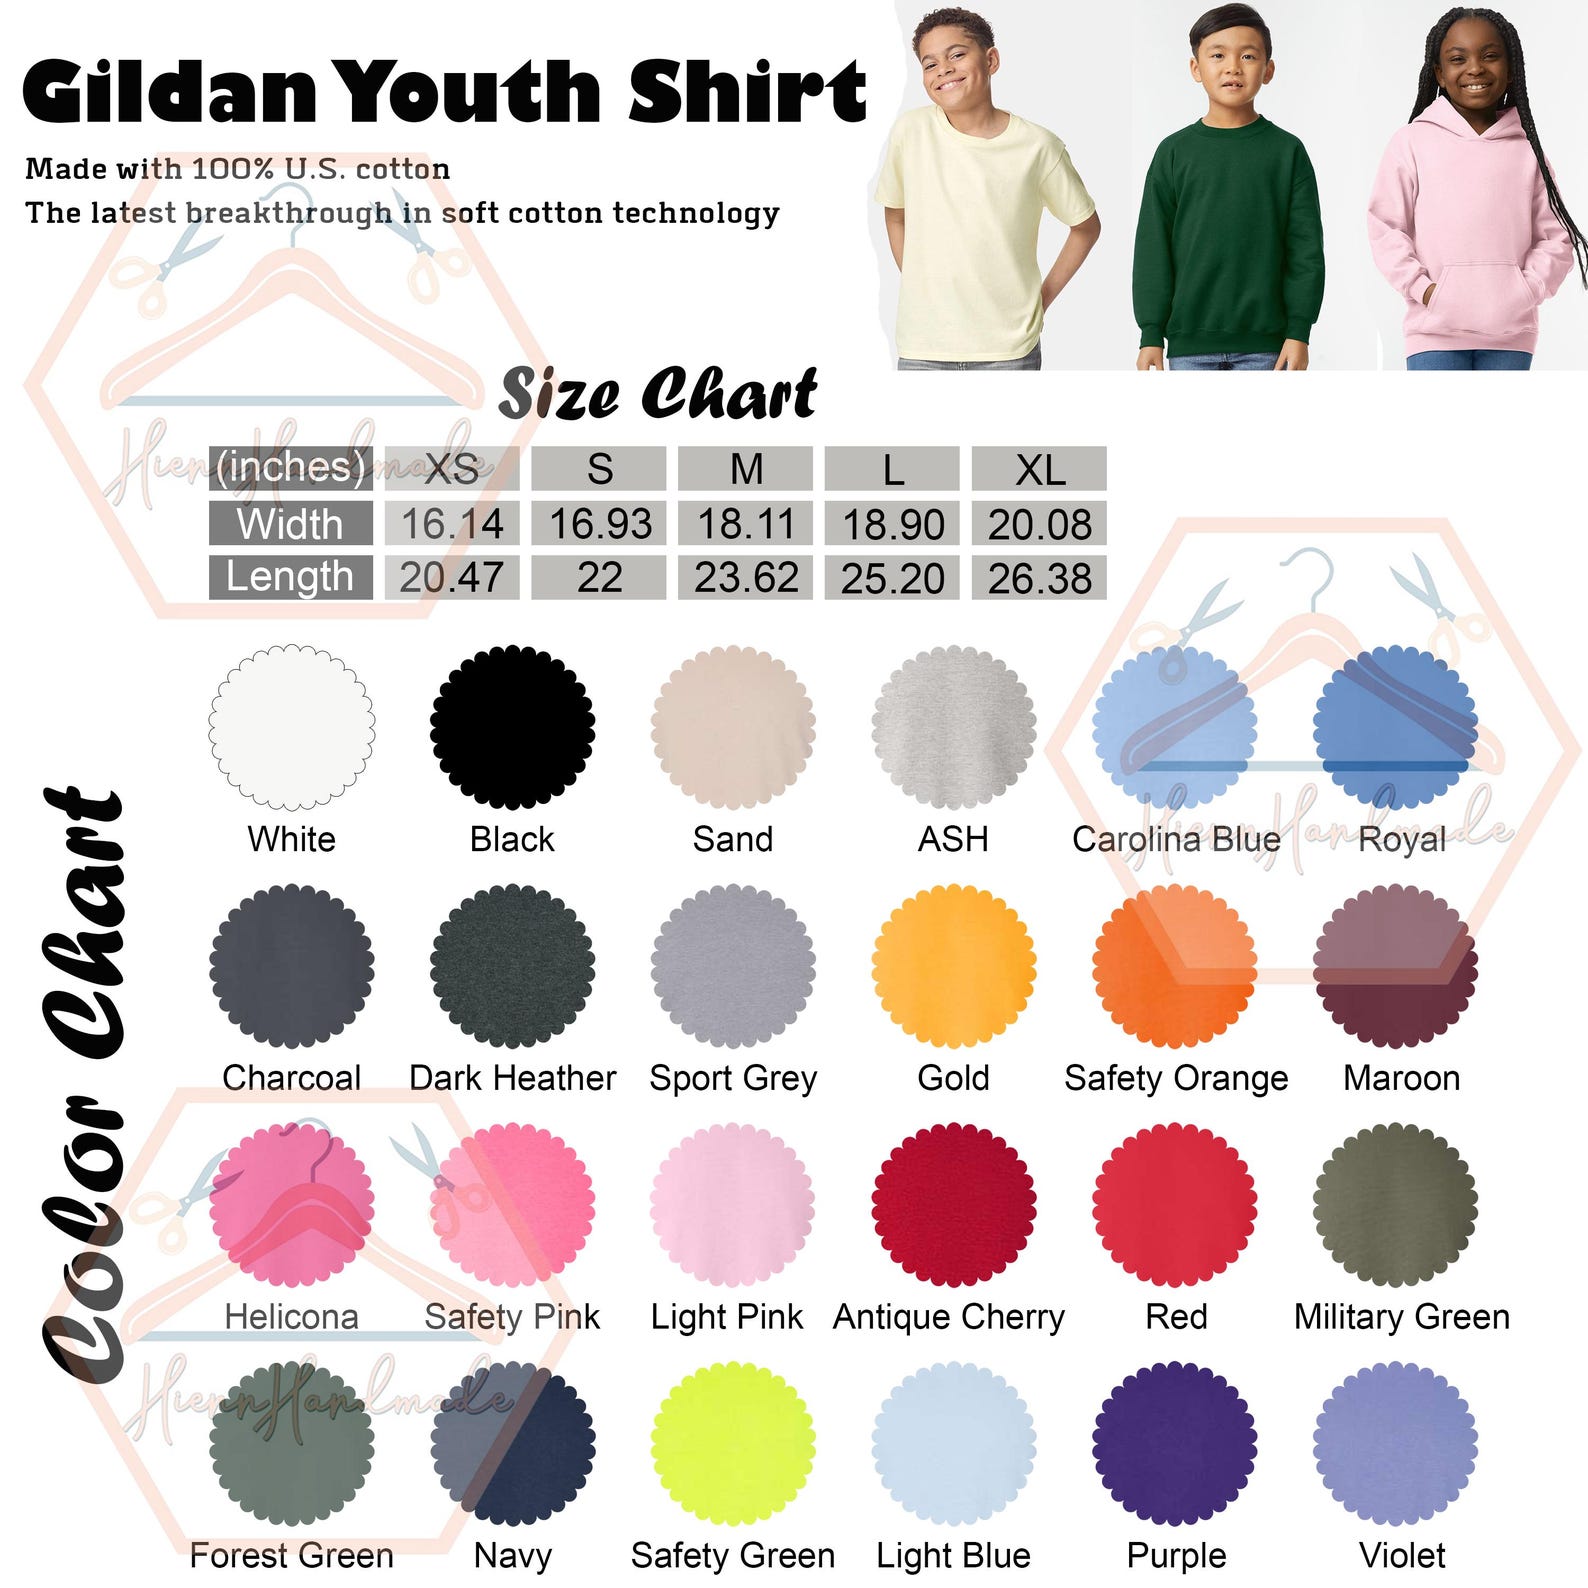 Gildan Youth Shirt
Made with 100% U.S. cotton
The latest breakthrough in soft cotton technology
Size Chart
(inches) XS S M L XL
Width 16.14 16.93 18.11 18.90 20.08
Length 20.47 22 23.62 25.20 26.38
HiennHandmade
Color Chart
White Black Sand ASH Carolina Blue Royal
HiennHandmade
Charcoal Dark Heather Sport Grey Gold Safety Orange Maroon
Helicona Safety Pink Light Pink Antique Cherry Red Military Green
HiennHandmade
Forest Green Navy Safety Green Light Blue Purple Violet